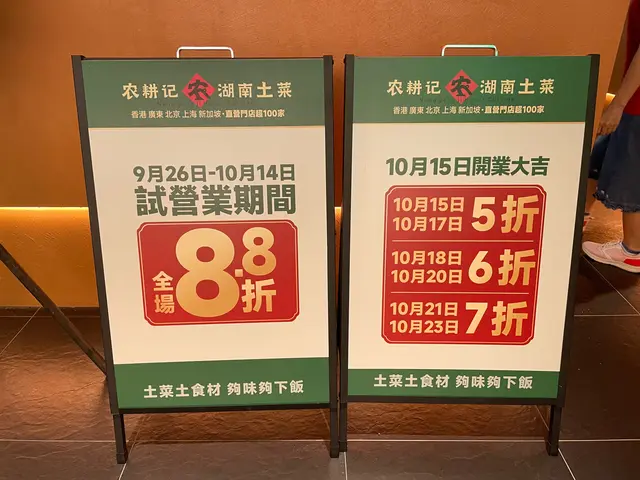 农耕记 农 湖南土菜
香港 廣東 北京 上海 新加坡·直營門店超100家
9月26日-10月14日
試營業期間
全場 8.8折
土菜土食材 夠味夠下飯
农耕记 农 湖南土菜
香港 廣東 北京 上海 新加坡·直營門店超100家
10月15日開業大吉
10月15日
10月17日 5折
10月18日
10月20日 6折
10月21日
10月23日 7折
土菜土食材 夠味夠下飯